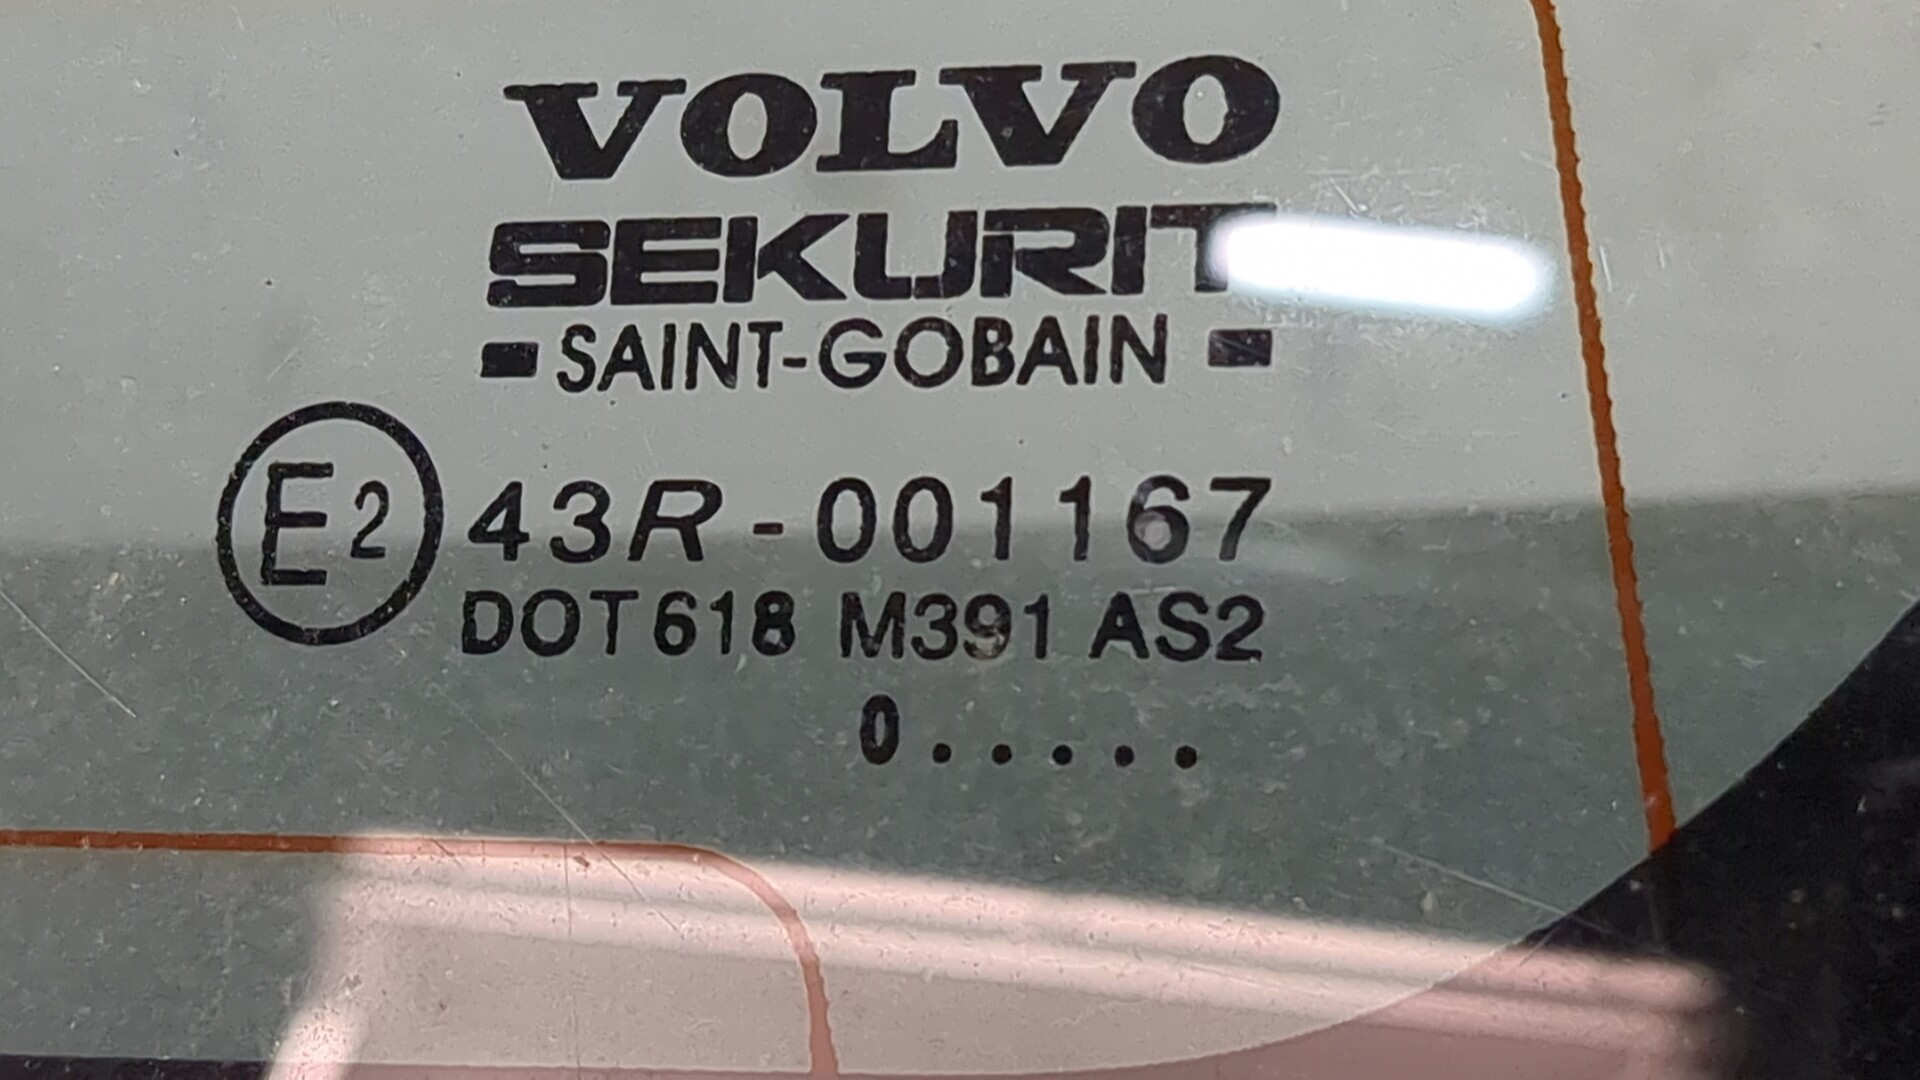 VOLVO
SEKURIT
SAINT-GOBAIN
E2 43R-001167
DOT618 M391 AS2
0.....